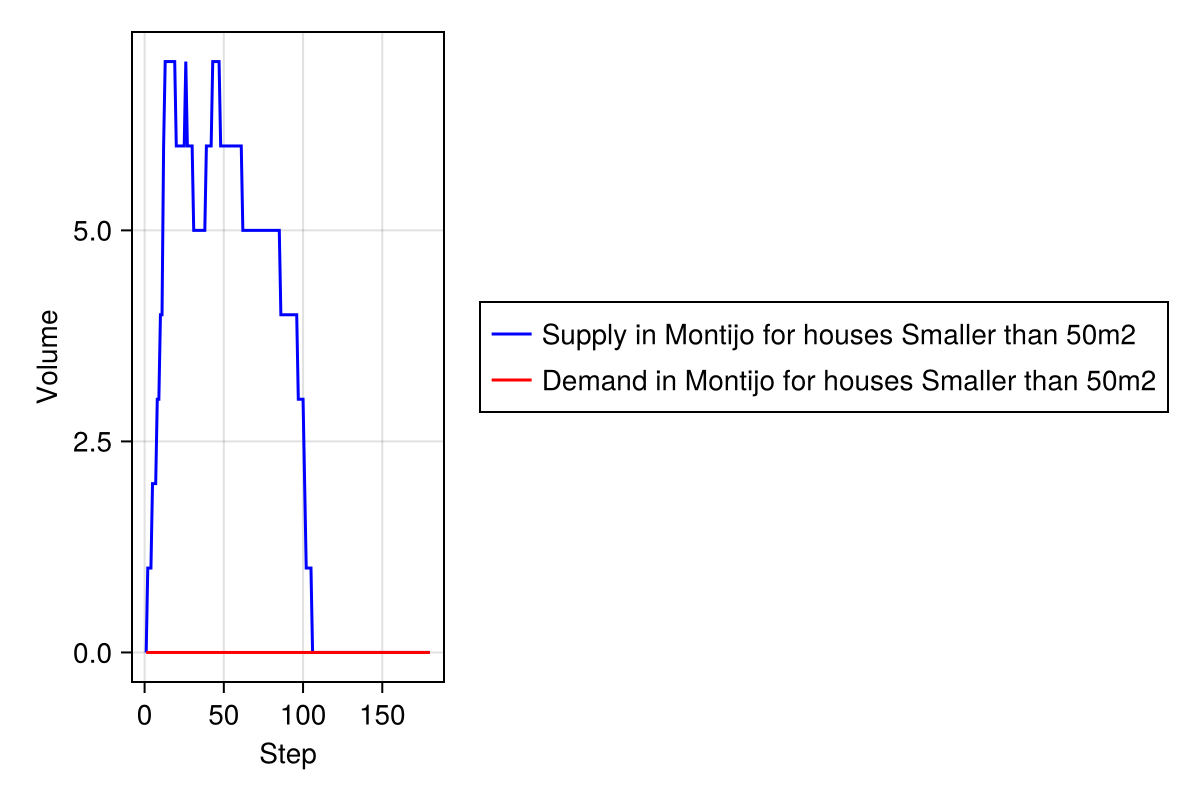 Volume
5.0
2.5
0.0
0
50
100
150
Step
Supply in Montijo for houses Smaller than 50m2
Demand in Montijo for houses Smaller than 50m2